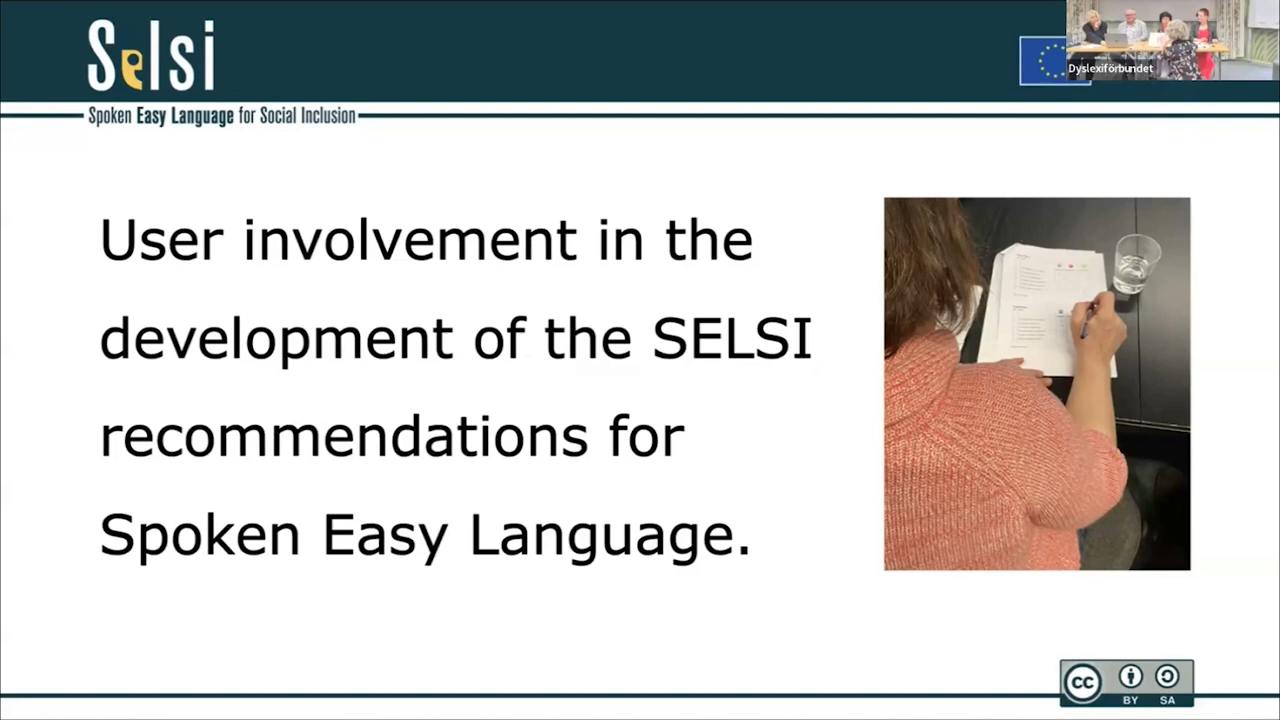 Selsi
Spoken Easy Language for Social Inclusion
Dyslexiförbundet
User involvement in the
development of the SELSI
recommendations for
Spoken Easy Language.
CC BY SA